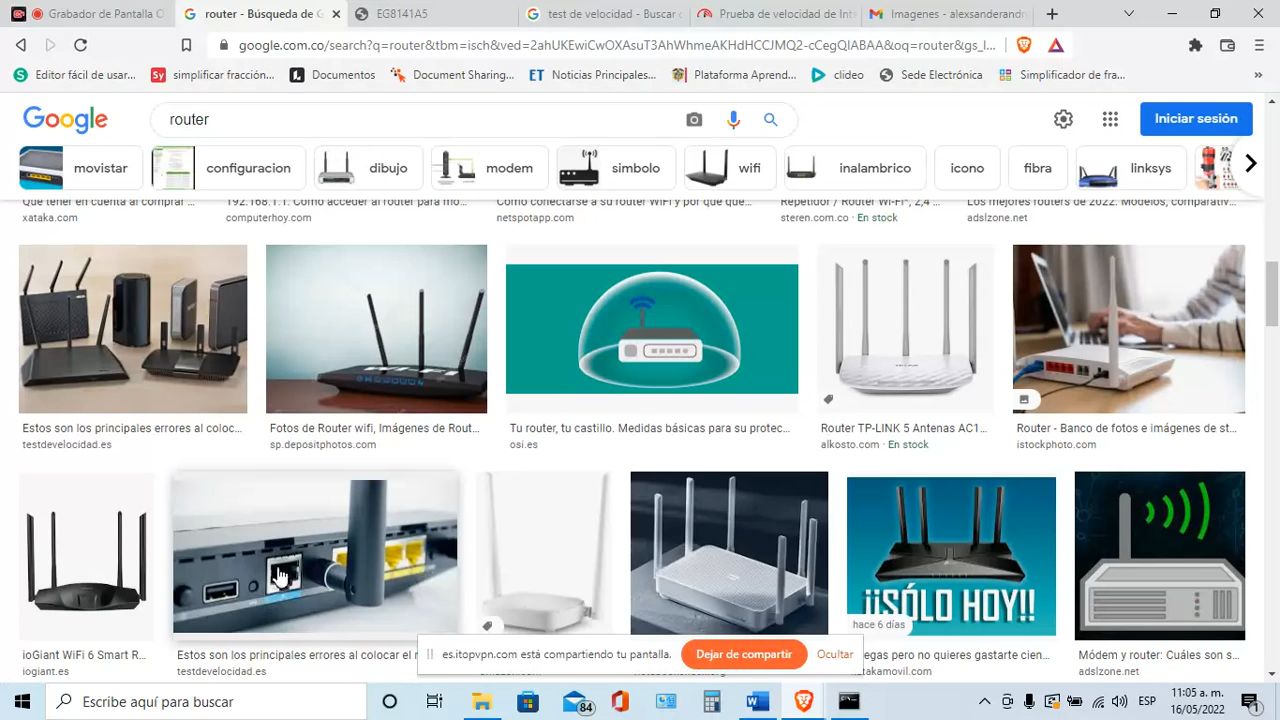 Grabador de Pantalla O
router - Búsqueda de G
EG8141A5
test de velocidad - Buscar c
Prueba de velocidad de Int
Imagenes - alexsanderandr
google.com.co/search?q=router&tbm=isch&ved=2ahUKEwiCwOXAsuT3AhWhmeAKHdHCCJMQ2-cCegQIABAA&oq=router&gs_l...
Editor fácil de usar...
simplificar fracción...
Documentos
Document Sharing...
Noticias Principales...
Plataforma Apren...
clidea
Sede Electrónica
Simplificador de fra...
»
Google
router
Iniciar sesión
movistar
configuracion
dibujo
modem
simbolo
wifi
inalambrico
icono
fibra
linksys
Que tener en cuenta al comprar ...
192.168.1.1: Cómo acceder al router para mo...
Cómo conectarse a su router WiFi y por qué que...
Repetidor / Router Wi-Fi*, 2,4 ...
Los mejores routers de 2022. Modelos, comparativ...
xataka.com
computerhoy.com
netspotapp.com
steren.com.co · En stock
adslzone.net
Estos son los principales errores al coloc...
Fotos de Router wifi, Imágenes de Rout...
Tu router, tu castillo. Medidas básicas para su protec...
Router TP-LINK 5 Antenas AC1...
Router - Banco de fotos e imágenes de st...
testdevelocidad.es
sp.depositphotos.com
osi.es
alkosto.com · En stock
istockphoto.com
¡¡SÓLO HOY!!
hace 6 días
ioGiant WiFi 6 Smart R...
Estos son los principales errores al colocar el r
egas pero no quieres gastarte cien...
Módem y router: Cuáles son s...
iogiant.es
testdevelocidad.es
takamovil.com
adslzone.net
es.itopvpn.com está compartiendo tu pantalla.
Dejar de compartir
Ocultar
Escribe aquí para buscar
84
ESP
11:05 a. m.
16/05/2022
1